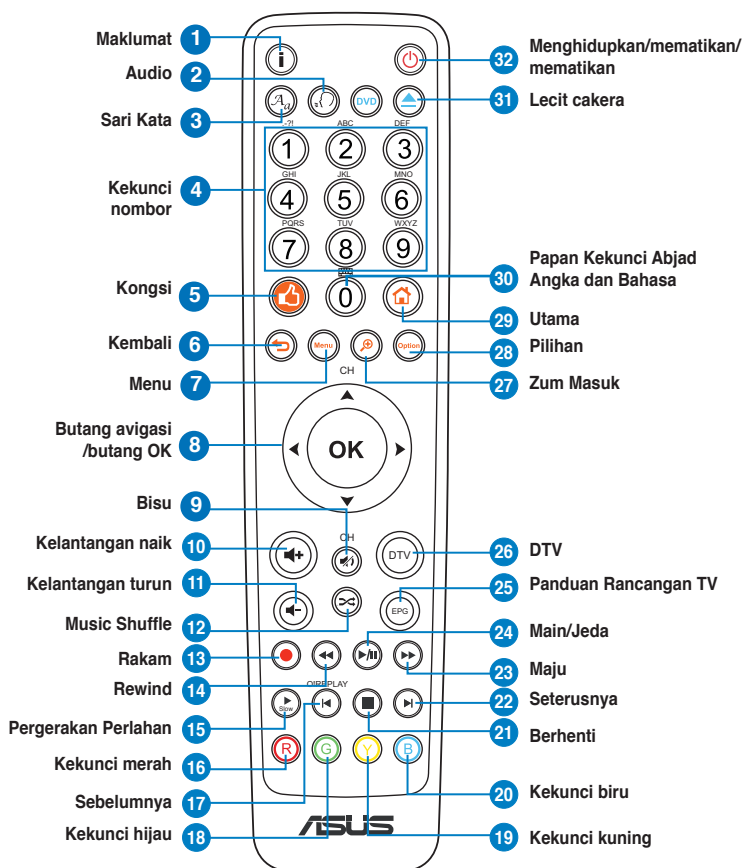 Maklumat 1
Audio 2
Sari Kata 3
Kekunci
nombor 4
Kongsi 5
Kembali 6
Menu 7
Butang avigasi
/butang OK 8
Bisu 9
Kelantangan naik 10
Kelantangan turun 11
Music Shuffle 12
Rakam 13
Rewind 14
Pergerakan Perlahan 15
Kekunci merah 16
Sebelumnya 17
Kekunci hijau 18
i
Aa
DVD
.-?! ABC DEF
1 2 3
GHI JKL MNO
4 5 6
PQRS TUV WXYZ
7 8 9
0
Menu Option
CH
OK
CH
DTV
EPG
Q'REPLAY
Slow
R G Y B
ASUS
32 Menghidupkan/mematikan/
mematikan
31 Lecit cakera
30 Papan Kekunci Abjad
Angka dan Bahasa
29 Utama
28 Pilihan
27 Zum Masuk
26 DTV
25 Panduan Rancangan TV
24 Main/Jeda
23 Maju
22 Seterusnya
21 Berhenti
20 Kekunci biru
19 Kekunci kuning